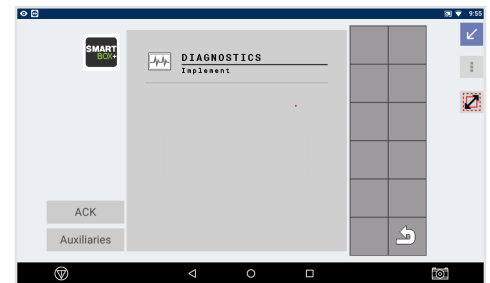 9:55
SMART
BOX+
DIAGNOSTICS
Implement
ACK
Auxiliaries